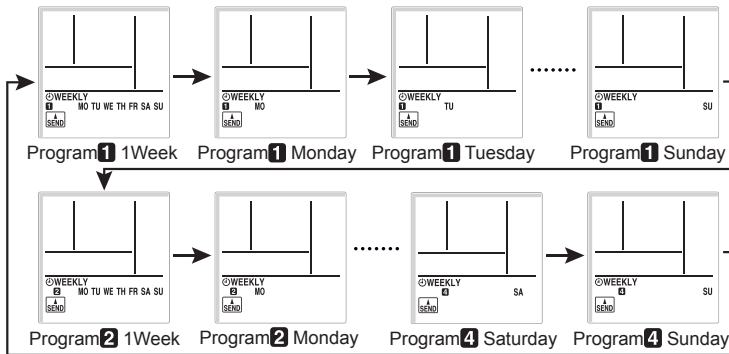 WEEKLY WEEKLY WEEKLY WEEKLY
1 MO TU WE TH FR SA SU 1 MO 1 TU 1 SU
SEND SEND SEND SEND
Program 1 1Week Program 1 Monday Program 1 Tuesday Program 1 Sunday
WEEKLY WEEKLY WEEKLY WEEKLY
2 MO TU WE TH FR SA SU 2 MO 4 SA 4 SU
SEND SEND SEND SEND
Program 2 1Week Program 2 Monday Program 4 Saturday Program 4 Sunday